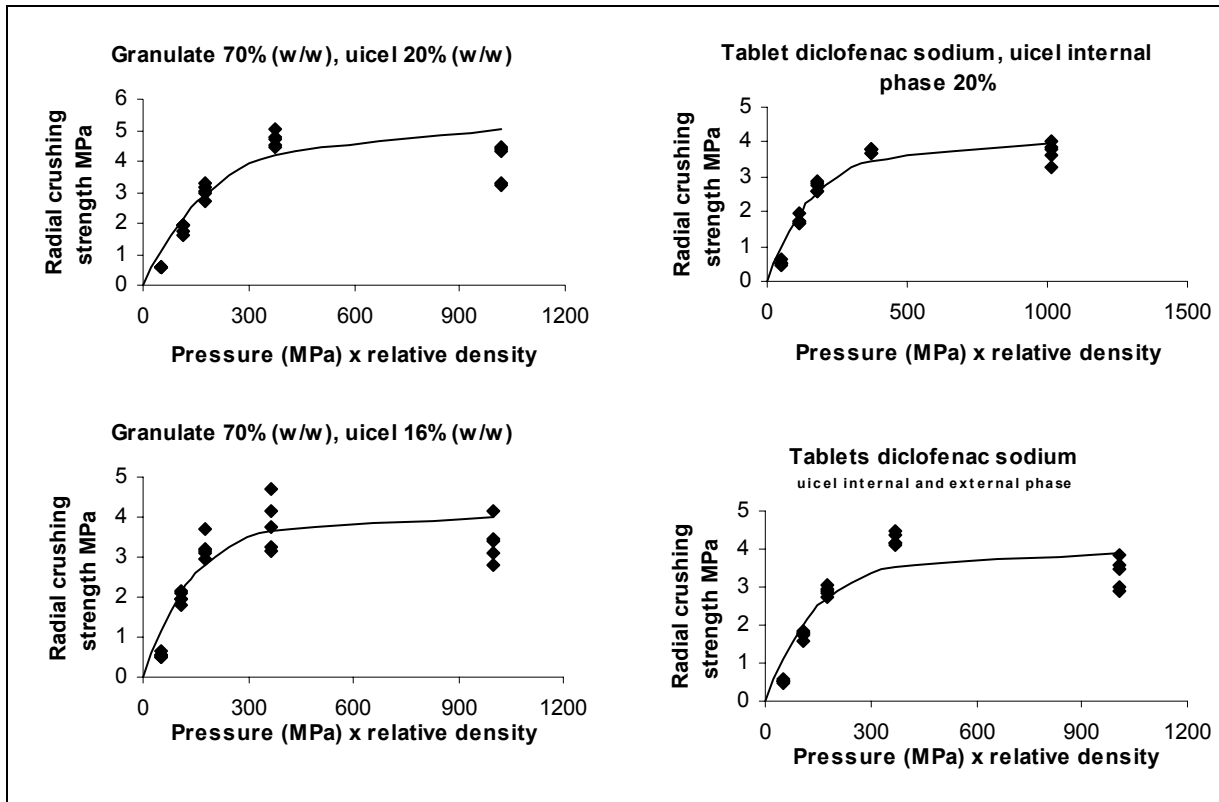 Granulate 70% (w/w), uicel 20% (w/w)
6
5
4
3
2
1
0
Radial crushing
strength MPa
0 300 600 900 1200
Pressure (MPa) x relative density
Tablet diclofenac sodium, uicel internal
phase 20%
5
4
3
2
1
0
Radial crushing
strength MPa
0 500 1000 1500
Pressure (MPa) x relative density
Granulate 70% (w/w), uicel 16% (w/w)
5
4
3
2
1
0
Radial crushing
strength MPa
0 300 600 900 1200
Pressure (MPa) x relative density
Tablets diclofenac sodium
uicel internal and external phase
5
4
3
2
1
0
Radial crushing
strength MPa
0 300 600 900 1200
Pressure (MPa) x relative density